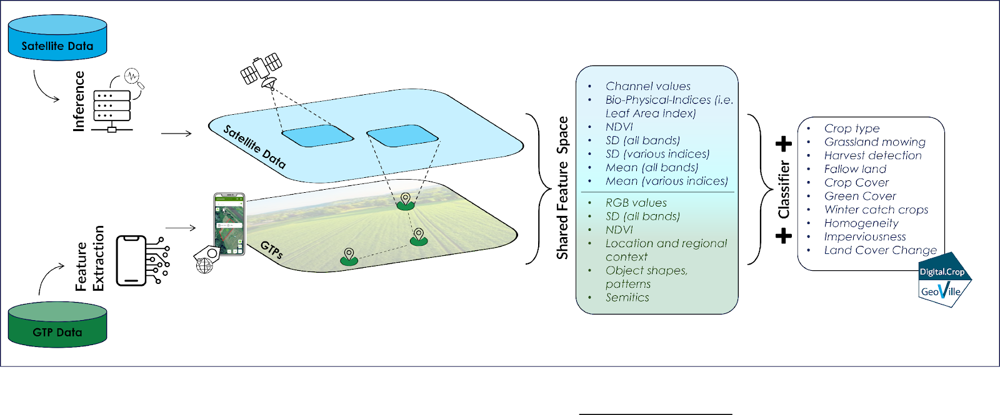 Satellite Data
Inference
Satellite Data
GTPs
Feature
Extraction
GTP Data
Shared Feature Space
• Channel values
• Bio-Physical-Indices (i.e.
Leaf Area Index)
• NDVI
• SD (all bands)
• SD (various indices)
• Mean (all bands)
• Mean (various indices)
• RGB values
• SD (all bands)
• NDVI
• Location and regional
context
• Object shapes,
patterns
• Semitics
+ Classifier +
• Crop type
• Grassland mowing
• Harvest detection
• Fallow land
• Crop Cover
• Green Cover
• Winter catch crops
• Homogeneity
• Imperviousness
• Land Cover Change
Digital.Crop
GeoVille